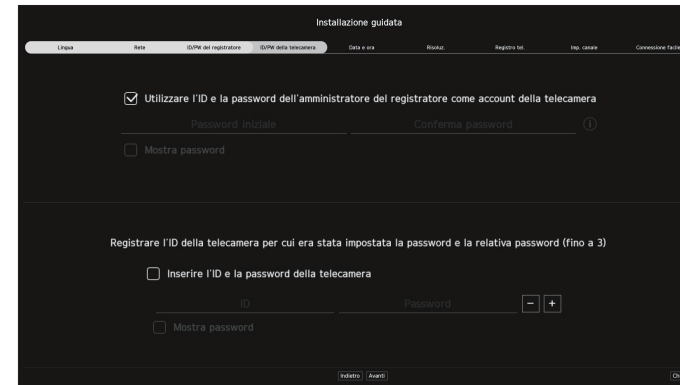 Installazione guidata
Lingua Rete ID/PW del registratore ID/PW della telecamera Data e ora Risoluz. Registro tel. Imp. canale Connessione facile
Utilizzare l'ID e la password dell'amministratore del registratore come account della telecamera
Password iniziale Conferma password
Mostra password
Registrare l'ID della telecamera per cui era stata impostata la password e la relativa password (fino a 3)
Inserire l'ID e la password della telecamera
ID Password − +
Mostra password
Indietro Avanti